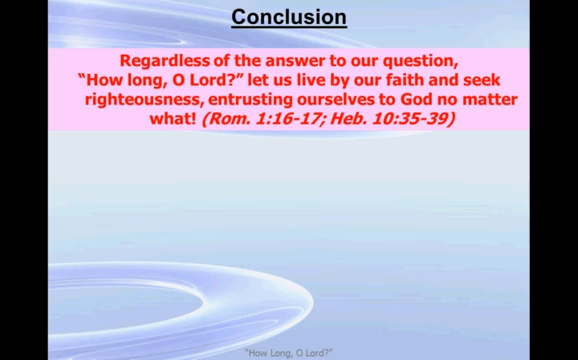 Conclusion
Regardless of the answer to our question,
“How long, O Lord?” let us live by our faith and seek
righteousness, entrusting ourselves to God no matter
what! (Rom. 1:16-17; Heb. 10:35-39)
“How Long, O Lord?”